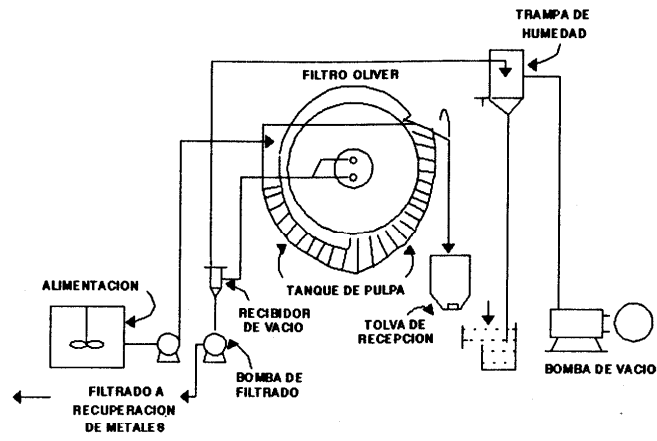 TRAMPA DE
HUMEDAD
FILTRO OLIVER
ALIMENTACION
TANQUE DE PULPA
RECIBIDOR
DE VACIO
TOLVA DE
RECEPCION
BOMBA DE VACIO
BOMBA DE
FILTRADO
FILTRADO A
RECUPERACION
DE METALES